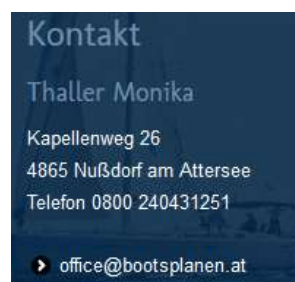 Kontakt
Thaller Monika
Kapellenweg 26
4865 Nußdorf am Attersee
Telefon 0800 240431251
office@bootsplanen.at